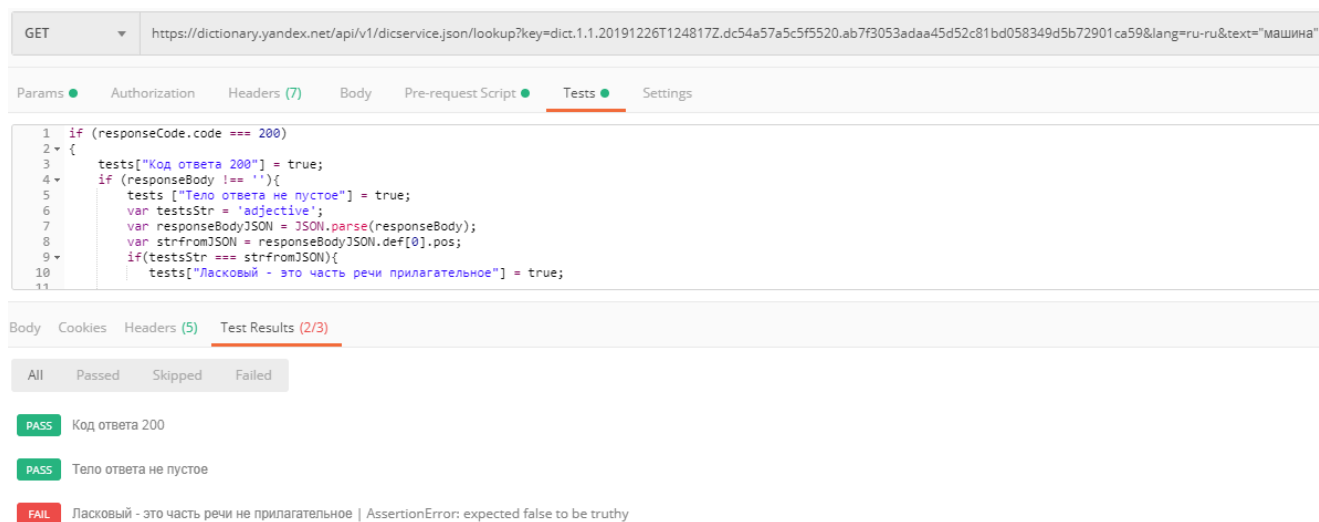 GET https://dictionary.yandex.net/api/v1/dicservice.json/lookup?key=dict.1.1.20191226T124817Z.dc54a57a5c5f5520.ab7f3053adaa45d52c81bd058349d5b72901ca59&lang=ru-ru&text="машина"
Params Authorization Headers (7) Body Pre-request Script Tests Settings
1 if (responseCode.code === 200)
2 {
3 tests["Код ответа 200"] = true;
4 if (responseBody !== ''){
5 tests ["Тело ответа не пустое"] = true;
6 var testsStr = 'adjective';
7 var responseBodyJSON = JSON.parse(responseBody);
8 var strfromJSON = responseBodyJSON.def[0].pos;
9 if(testsStr === strfromJSON){
10 tests["Ласковый - это часть речи прилагательное"] = true;
11
Body Cookies Headers (5) Test Results (2/3)
All Passed Skipped Failed
PASS Код ответа 200
PASS Тело ответа не пустое
FAIL Ласковый - это часть речи не прилагательное | AssertionError: expected false to be truthy